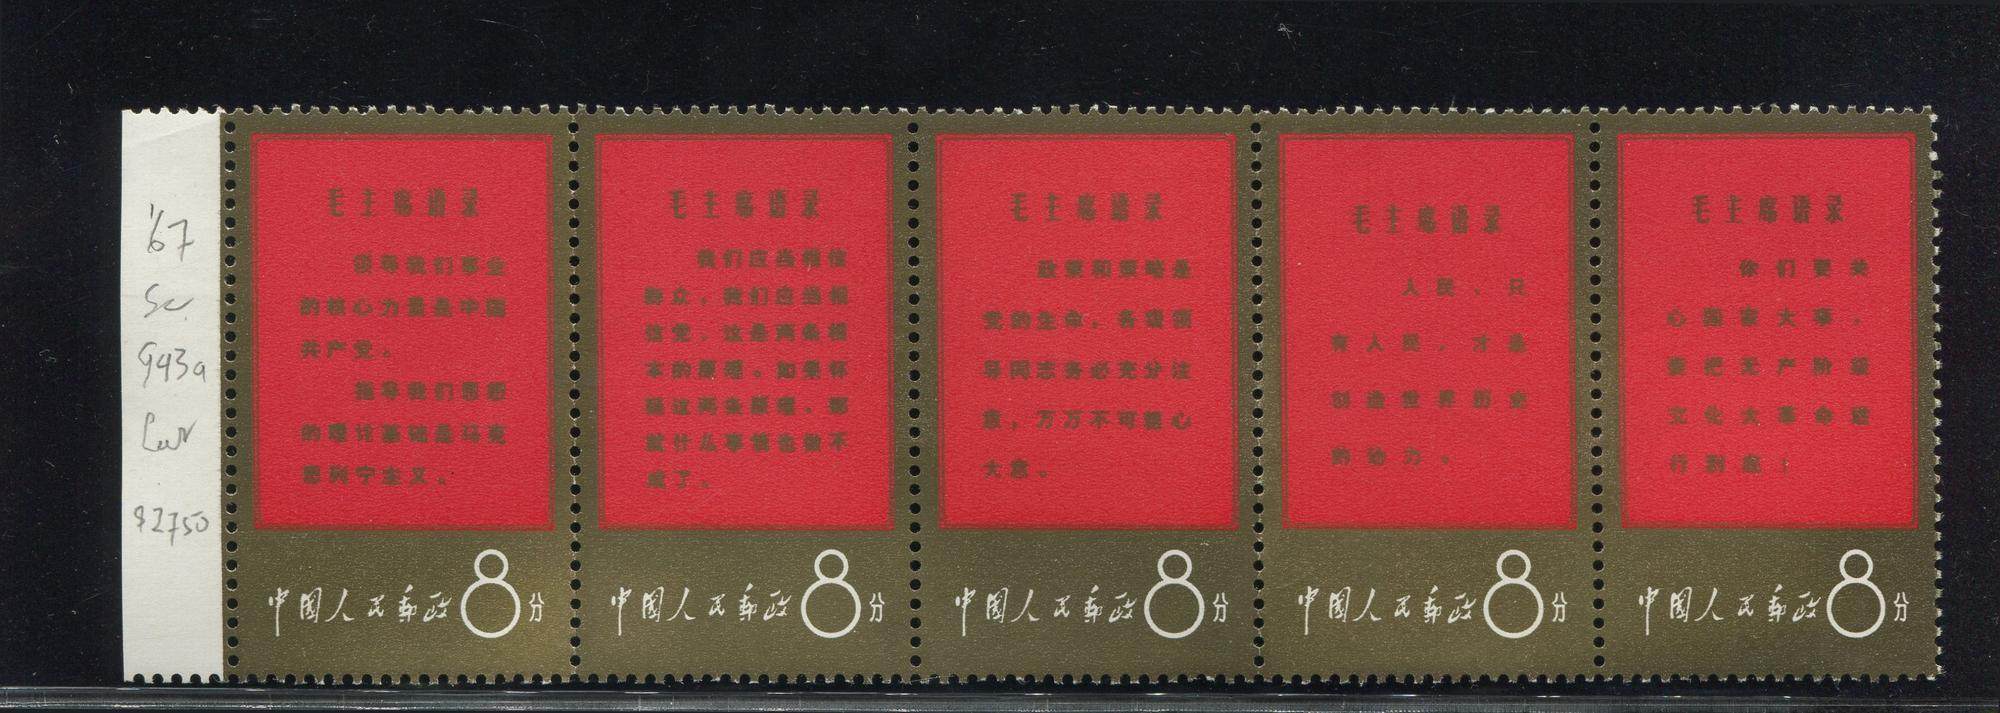 '67
Sc.
943a
毛主席语录
领导我们事业
的核心力量是中国
共产党。
指导我们思想
的理论基础是马克
思列宁主义。
中国人民邮政8分
毛主席语录
我们应当相信
群众，我们应当相
信党，这是两条根
本的原理。如果怀
疑这两条原理，那
就什么事情也做不
成了。
中国人民邮政8分
毛主席语录
政策和策略是
党的生命，各级领
导同志务必充分注
意，万万不可粗心
大意。
中国人民邮政8分
毛主席语录
人民，只
有人民，才是
创造世界历史
的动力。
中国人民邮政8分
毛主席语录
你们要关
心国家大事，
要把无产阶级
文化大革命进
行到底！
中国人民邮政8分